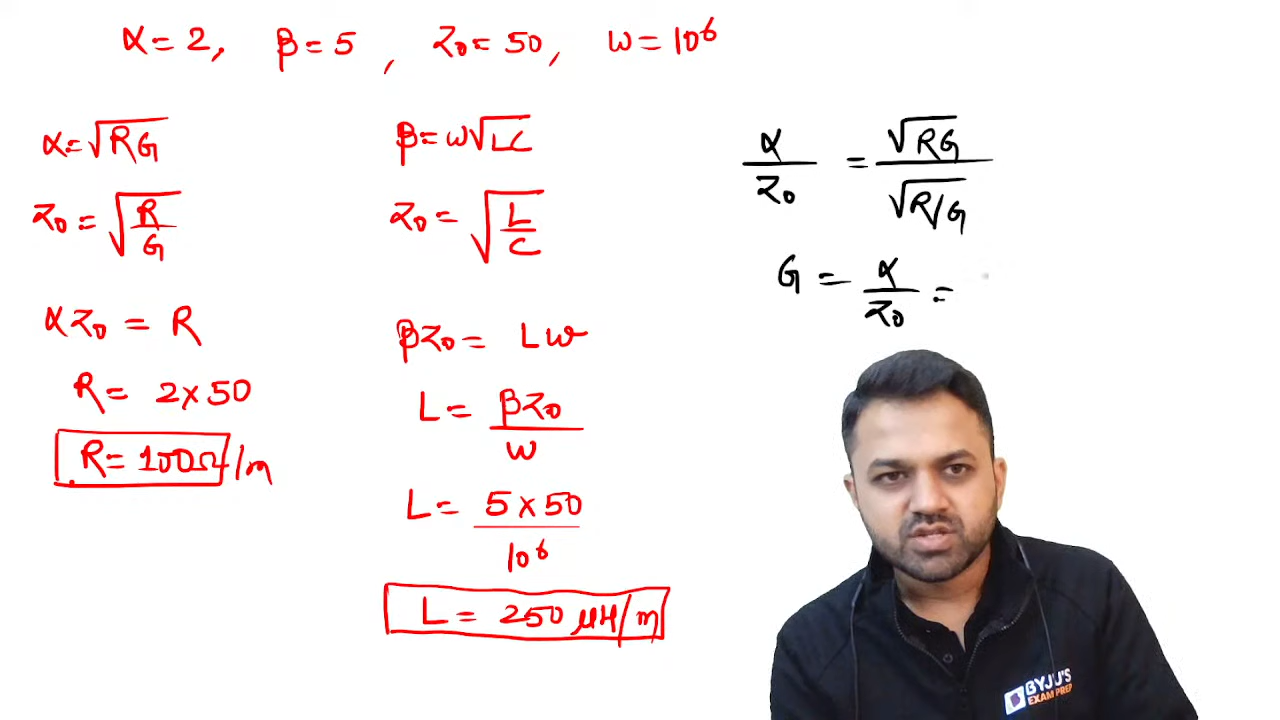 α = 2, β = 5, Z₀ = 50, ω = 10⁶
α = √RG
Z₀ = √(R/G)
αZ₀ = R
R = 2 × 50
R = 100Ω/m
β = ω√LC
Z₀ = √(L/C)
βZ₀ = Lω
L = βZ₀/ω
L = 5 × 50/10⁶
L = 250 μH/m
α/Z₀ = √RG/√R/G
G = α/Z₀ =
BYJU'S
EXAM PREP